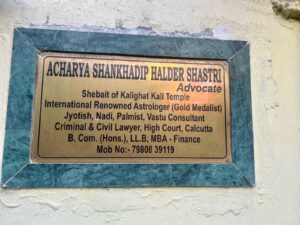 ACHARYA SHANKHADIP HALDER SHASTRI
Advocate
Shebait of Kalighat Kali Temple
International Renowned Astrologer (Gold Medalist)
Jyotish, Nadi, Palmist, Vastu Consultant
Criminal & Civil Lawyer, High Court, Calcutta
B. Com. (Hons.), LL.B, MBA - Finance
Mob No:- 79808 39119